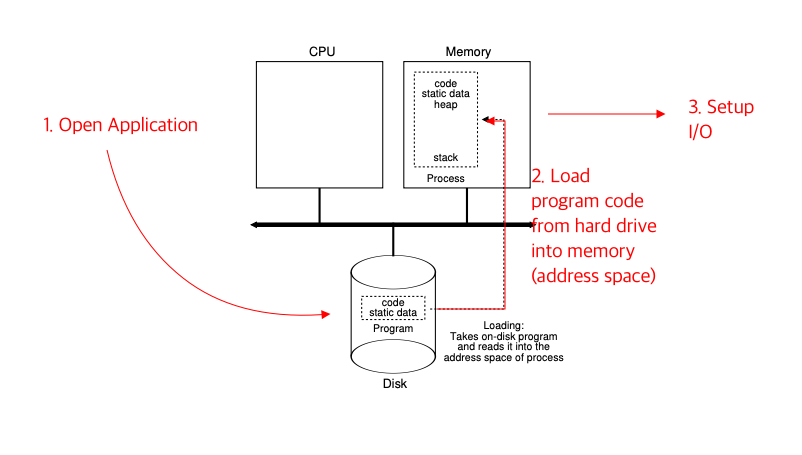 CPU
Memory
code
static data
heap
stack
Process
1. Open Application
3. Setup
I/O
2. Load
program code
from hard drive
into memory
(address space)
code
static data
Program
Loading:
Takes on-disk program
and reads it into the
address space of process
Disk